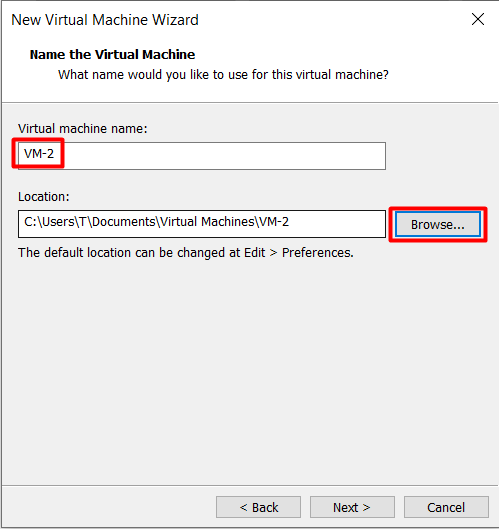 New Virtual Machine Wizard
Name the Virtual Machine
What name would you like to use for this virtual machine?
Virtual machine name:
VM-2
Location:
C:\Users\T\Documents\Virtual Machines\VM-2
Browse...
The default location can be changed at Edit > Preferences.
< Back Next > Cancel